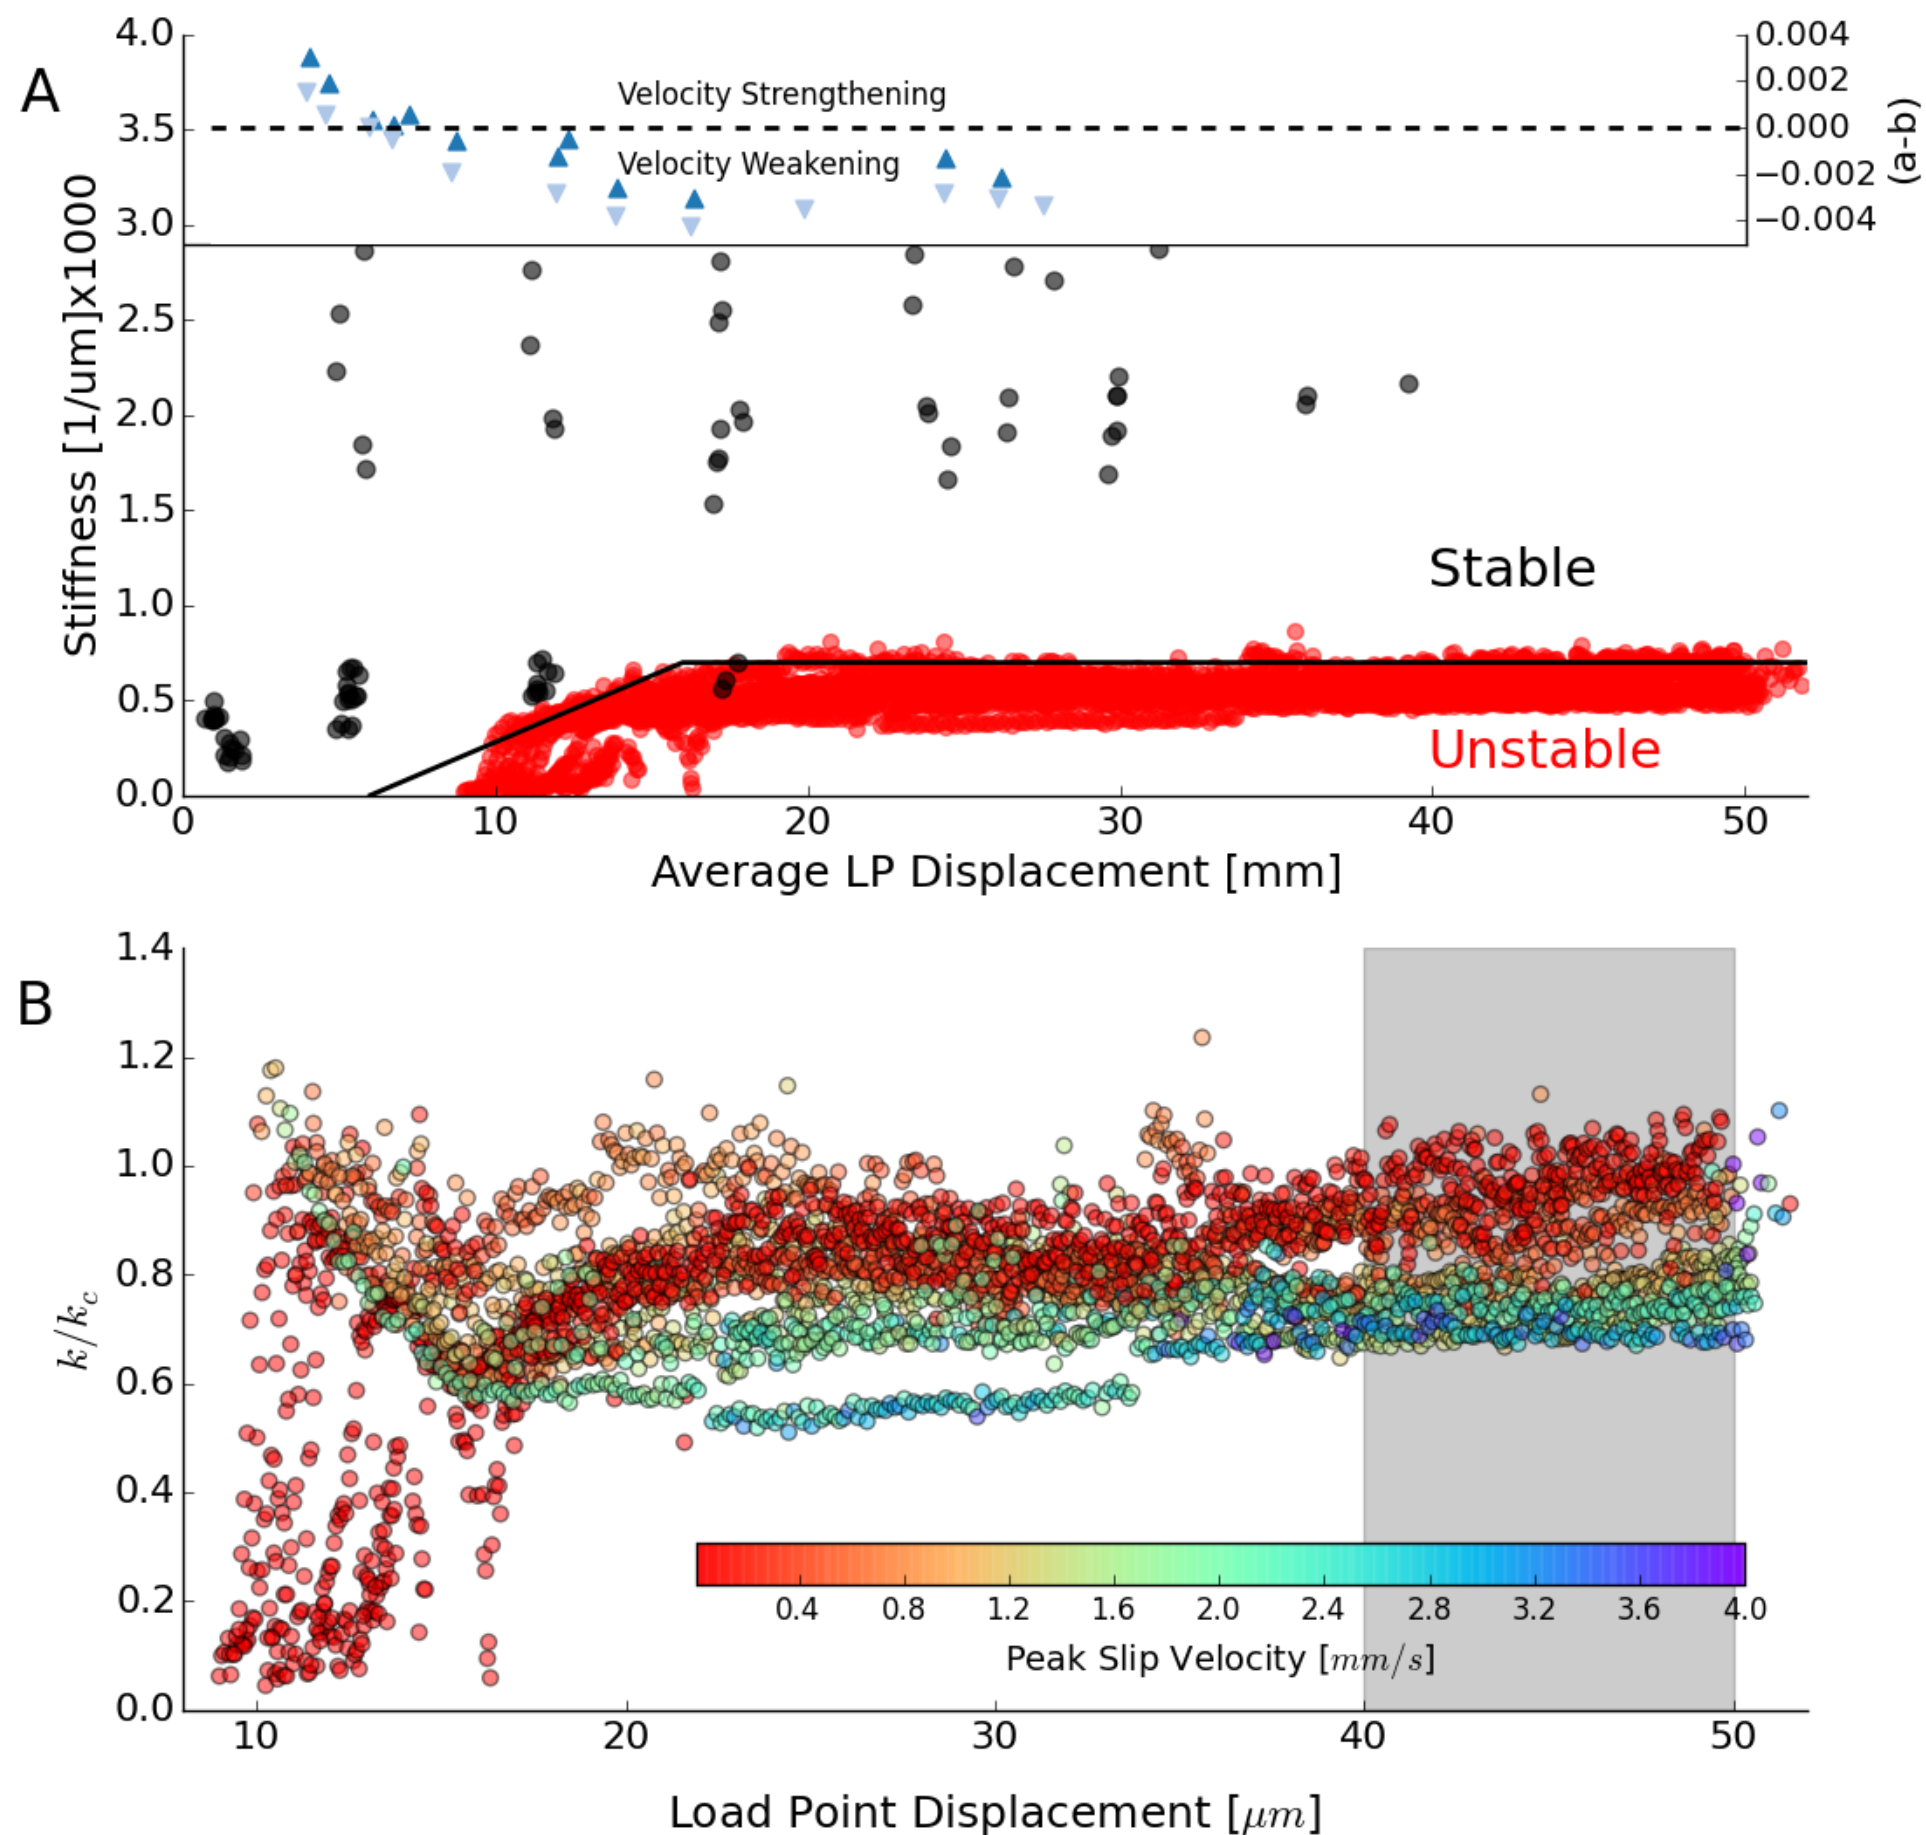 A
4.0
3.5
3.0
2.5
2.0
1.5
1.0
0.5
0.0
Stiffness [1/um]x1000
Velocity Strengthening
Velocity Weakening
0.004
0.002
0.000
−0.002
−0.004
(a-b)
Stable
Unstable
0 10 20 30 40 50
Average LP Displacement [mm]
B
1.4
1.2
1.0
0.8
0.6
0.4
0.2
0.0
k/k_c
0.4 0.8 1.2 1.6 2.0 2.4 2.8 3.2 3.6 4.0
Peak Slip Velocity [mm/s]
10 20 30 40 50
Load Point Displacement [μm]